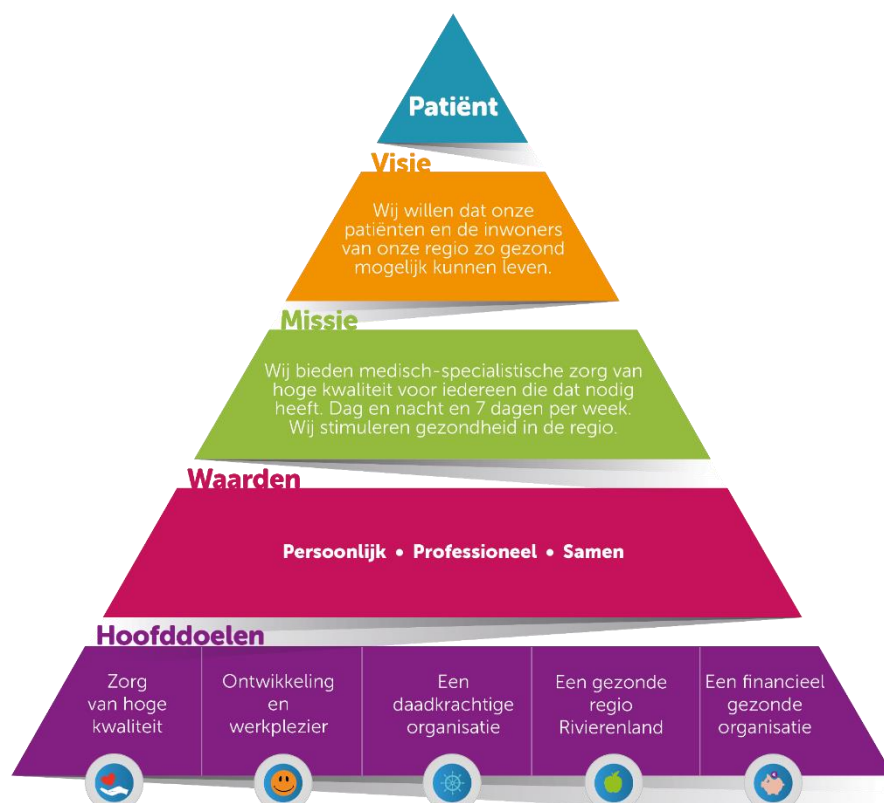 Patiënt
Visie
Wij willen dat onze
patiënten en de inwoners
van onze regio zo gezond
mogelijk kunnen leven.
Missie
Wij bieden medisch-specialistische zorg van
hoge kwaliteit voor iedereen die dat nodig
heeft. Dag en nacht en 7 dagen per week.
Wij stimuleren gezondheid in de regio.
Waarden
Persoonlijk • Professioneel • Samen
Hoofddoelen
Zorg
van hoge
kwaliteit
Ontwikkeling
en
werkplezier
Een
daadkrachtige
organisatie
Een gezonde
regio
Rivierenland
Een financieel
gezonde
organisatie